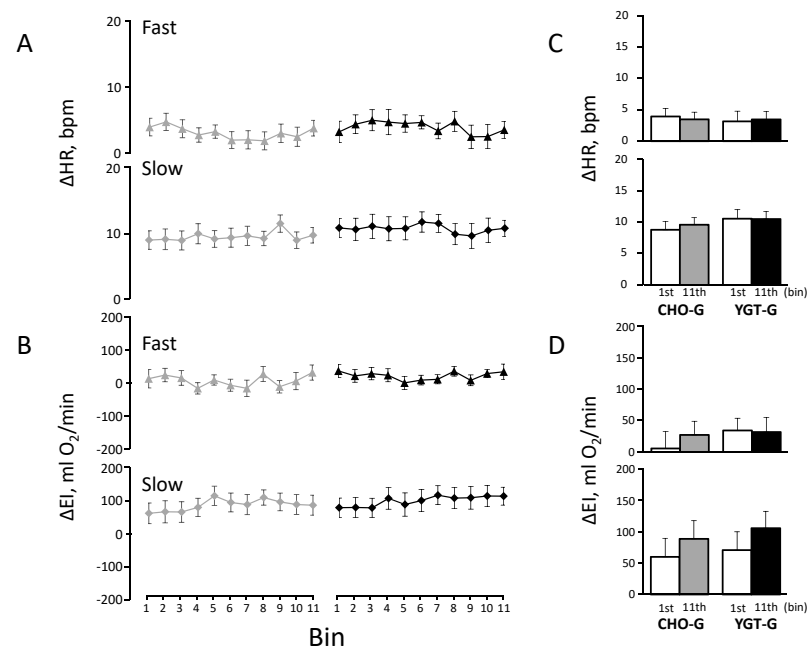 A
Fast
ΔHR, bpm
20
10
0
Slow
20
10
0
B
Fast
ΔEI, ml O2/min
200
100
0
-100
-200
Slow
200
100
0
-100
-200
1 2 3 4 5 6 7 8 9 10 11
1 2 3 4 5 6 7 8 9 10 11
Bin
C
ΔHR, bpm
20
15
10
5
0
20
15
10
5
0
1st 11th 1st 11th (bin)
CHO-G YGT-G
D
ΔEI, ml O2/min
200
150
100
50
0
200
150
100
50
0
1st 11th 1st 11th (bin)
CHO-G YGT-G